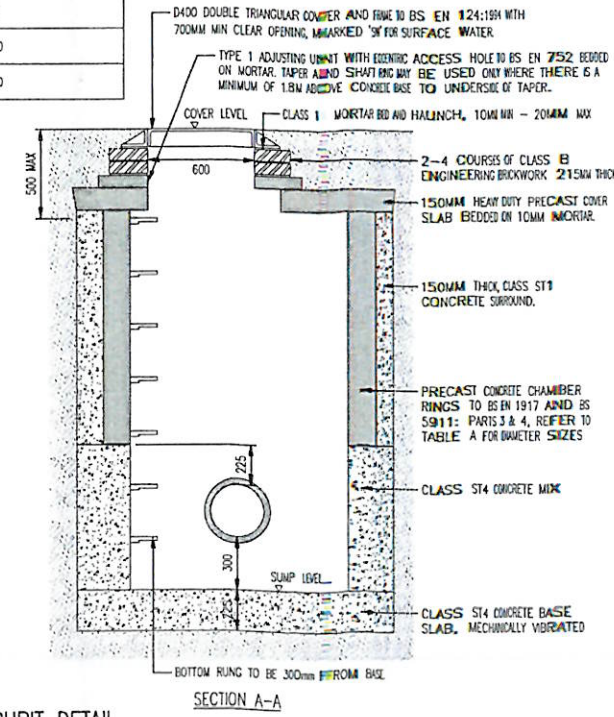 D400 DOUBLE TRIANGULAR COVER AND FRAME TO BS EN 124:1994 WITH
700MM MIN CLEAR OPENING, MARKED 'SW' FOR SURFACE WATER
TYPE 1 ADJUSTING UNIT WITH ECCENTRIC ACCESS HOLE TO BS EN 752 BEDDED
ON MORTAR. TAPER AND SHAFT RING MAY BE USED ONLY WHERE THERE IS A
MINIMUM OF 1.8M ABOVE CONCRETE BASE TO UNDERSIDE OF TAPER.
COVER LEVEL
CLASS 1 MORTAR BED AND HAUNCH. 10MM MIN - 20MM MAX
500 MAX
600
2-4 COURSES OF CLASS B
ENGINEERING BRICKWORK 215MM THICK
150MM HEAVY DUTY PRECAST COVER
SLAB BEDDED ON 10MM MORTAR.
150MM THICK, CLASS ST1
CONCRETE SURROUND.
PRECAST CONCRETE CHAMBER
RINGS TO BS EN 1917 AND BS
5911: PARTS 3 & 4, REFER TO
TABLE A FOR DIAMETER SIZES
225
CLASS ST4 CONCRETE MIX
300
SUMP LEVEL
225
CLASS ST4 CONCRETE BASE
SLAB. MECHANICALLY VIBRATED
BOTTOM RUNG TO BE 300mm FROM BASE
SECTION A-A